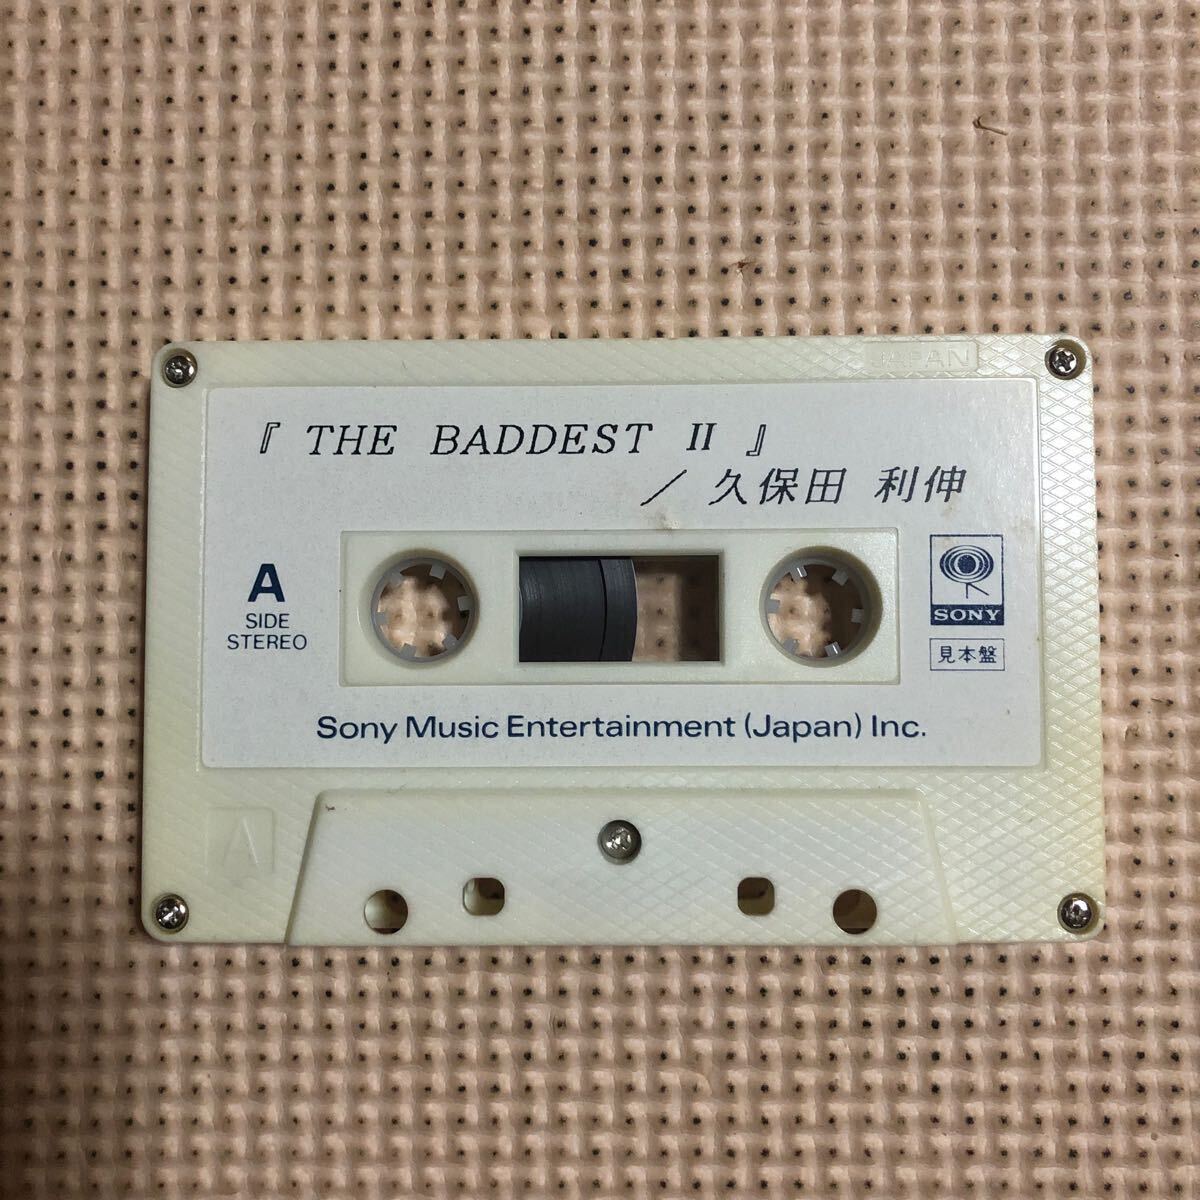 JAPAN
『 THE BADDEST II 』
／ 久保田 利伸
A
SIDE
STEREO
SONY
見本盤
Sony Music Entertainment (Japan) Inc.
A